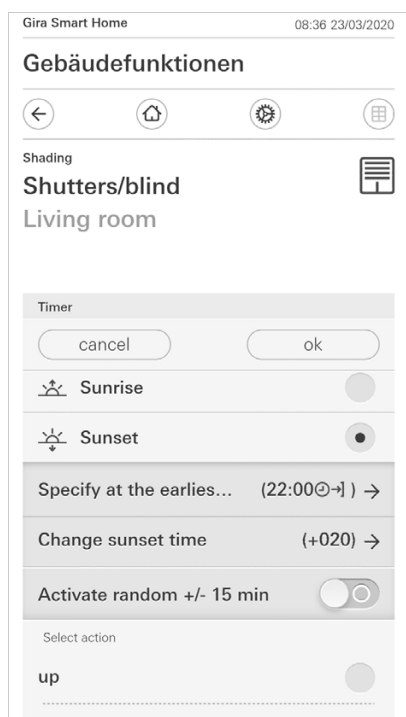 Gira Smart Home 08:36 23/03/2020
Gebäudefunktionen
Shading
Shutters/blind
Living room
Timer
cancel ok
Sunrise
Sunset
Specify at the earlies... (22:00 )
Change sunset time (+020)
Activate random +/- 15 min
Select action
up